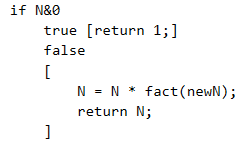 if N&0
true [return 1;]
false
[
N = N * fact(newN);
return N;
]